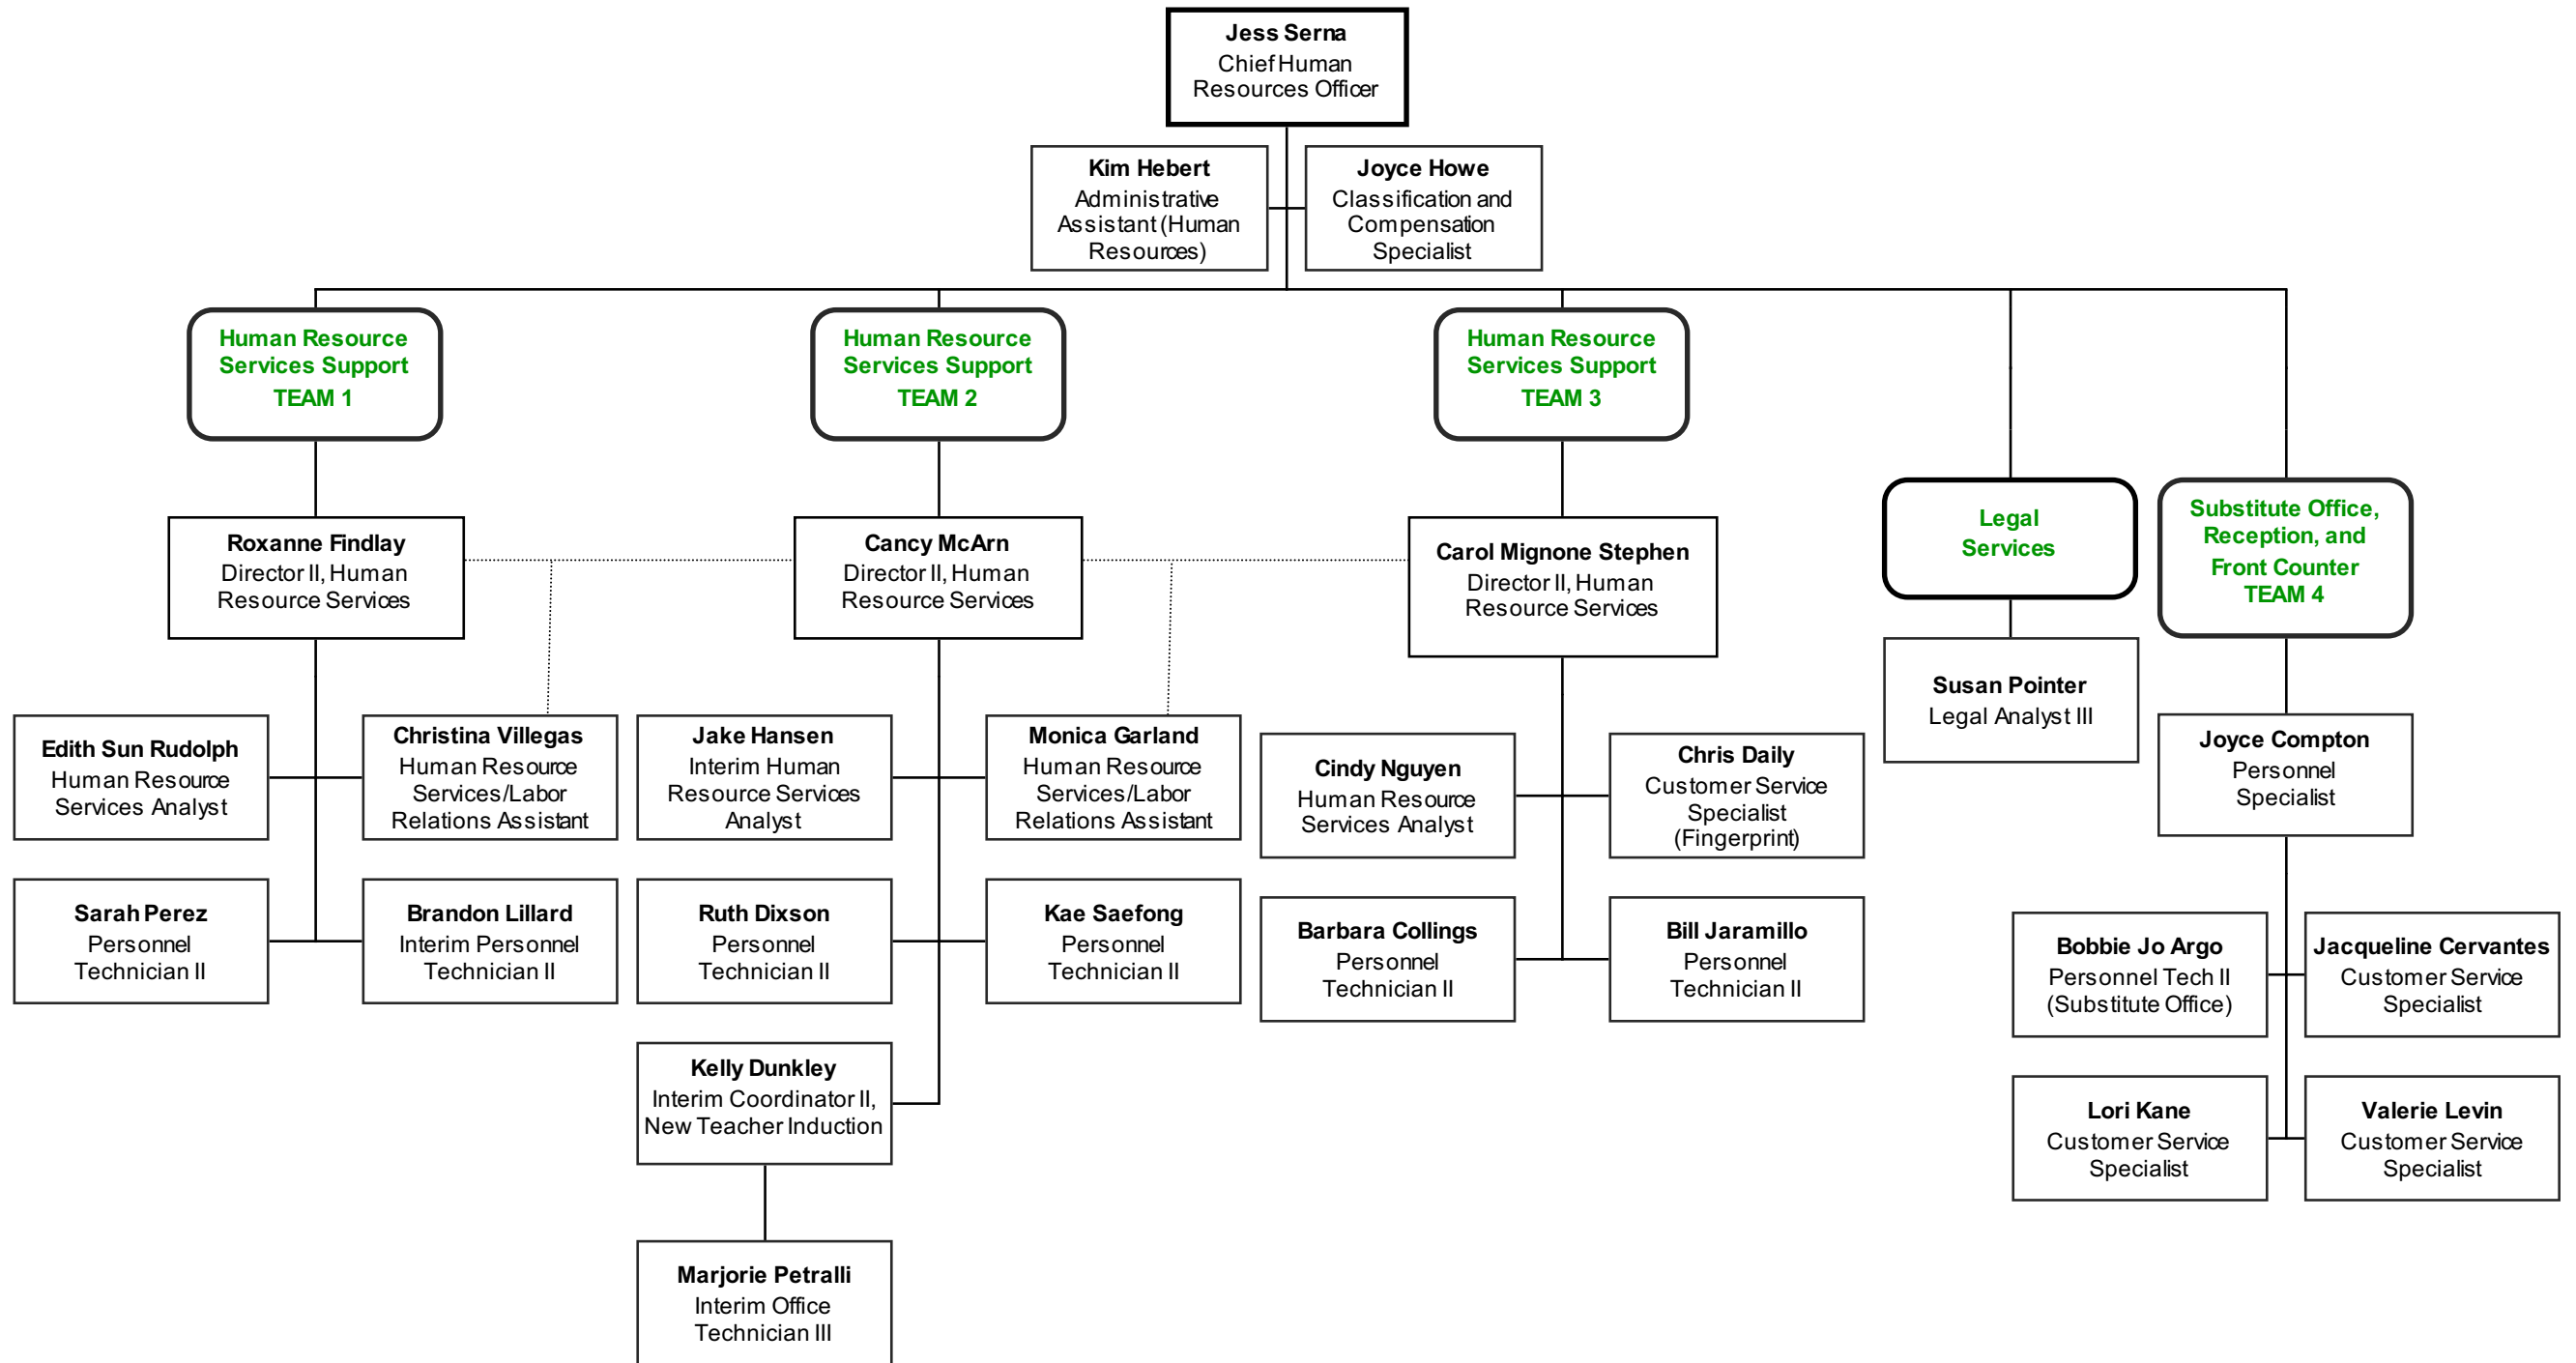 Jess Serna
Chief Human
Resources Officer
Kim Hebert
Administrative
Assistant (Human
Resources)
Joyce Howe
Classification and
Compensation
Specialist
Human Resource
Services Support
TEAM 1
Human Resource
Services Support
TEAM 2
Human Resource
Services Support
TEAM 3
Legal
Services
Substitute Office,
Reception, and
Front Counter
TEAM 4
Roxanne Findlay
Director II, Human
Resource Services
Cancy McArn
Director II, Human
Resource Services
Carol Mignone Stephen
Director II, Human
Resource Services
Susan Pointer
Legal Analyst III
Joyce Compton
Personnel
Specialist
Edith Sun Rudolph
Human Resource
Services Analyst
Christina Villegas
Human Resource
Services/Labor
Relations Assistant
Jake Hansen
Interim Human
Resource Services
Analyst
Monica Garland
Human Resource
Services/Labor
Relations Assistant
Cindy Nguyen
Human Resource
Services Analyst
Chris Daily
Customer Service
Specialist
(Fingerprint)
Sarah Perez
Personnel
Technician II
Brandon Lillard
Interim Personnel
Technician II
Ruth Dixson
Personnel
Technician II
Kae Saefong
Personnel
Technician II
Barbara Collings
Personnel
Technician II
Bill Jaramillo
Personnel
Technician II
Bobbie Jo Argo
Personnel Tech II
(Substitute Office)
Jacqueline Cervantes
Customer Service
Specialist
Kelly Dunkley
Interim Coordinator II,
New Teacher Induction
Lori Kane
Customer Service
Specialist
Valerie Levin
Customer Service
Specialist
Marjorie Petralli
Interim Office
Technician III